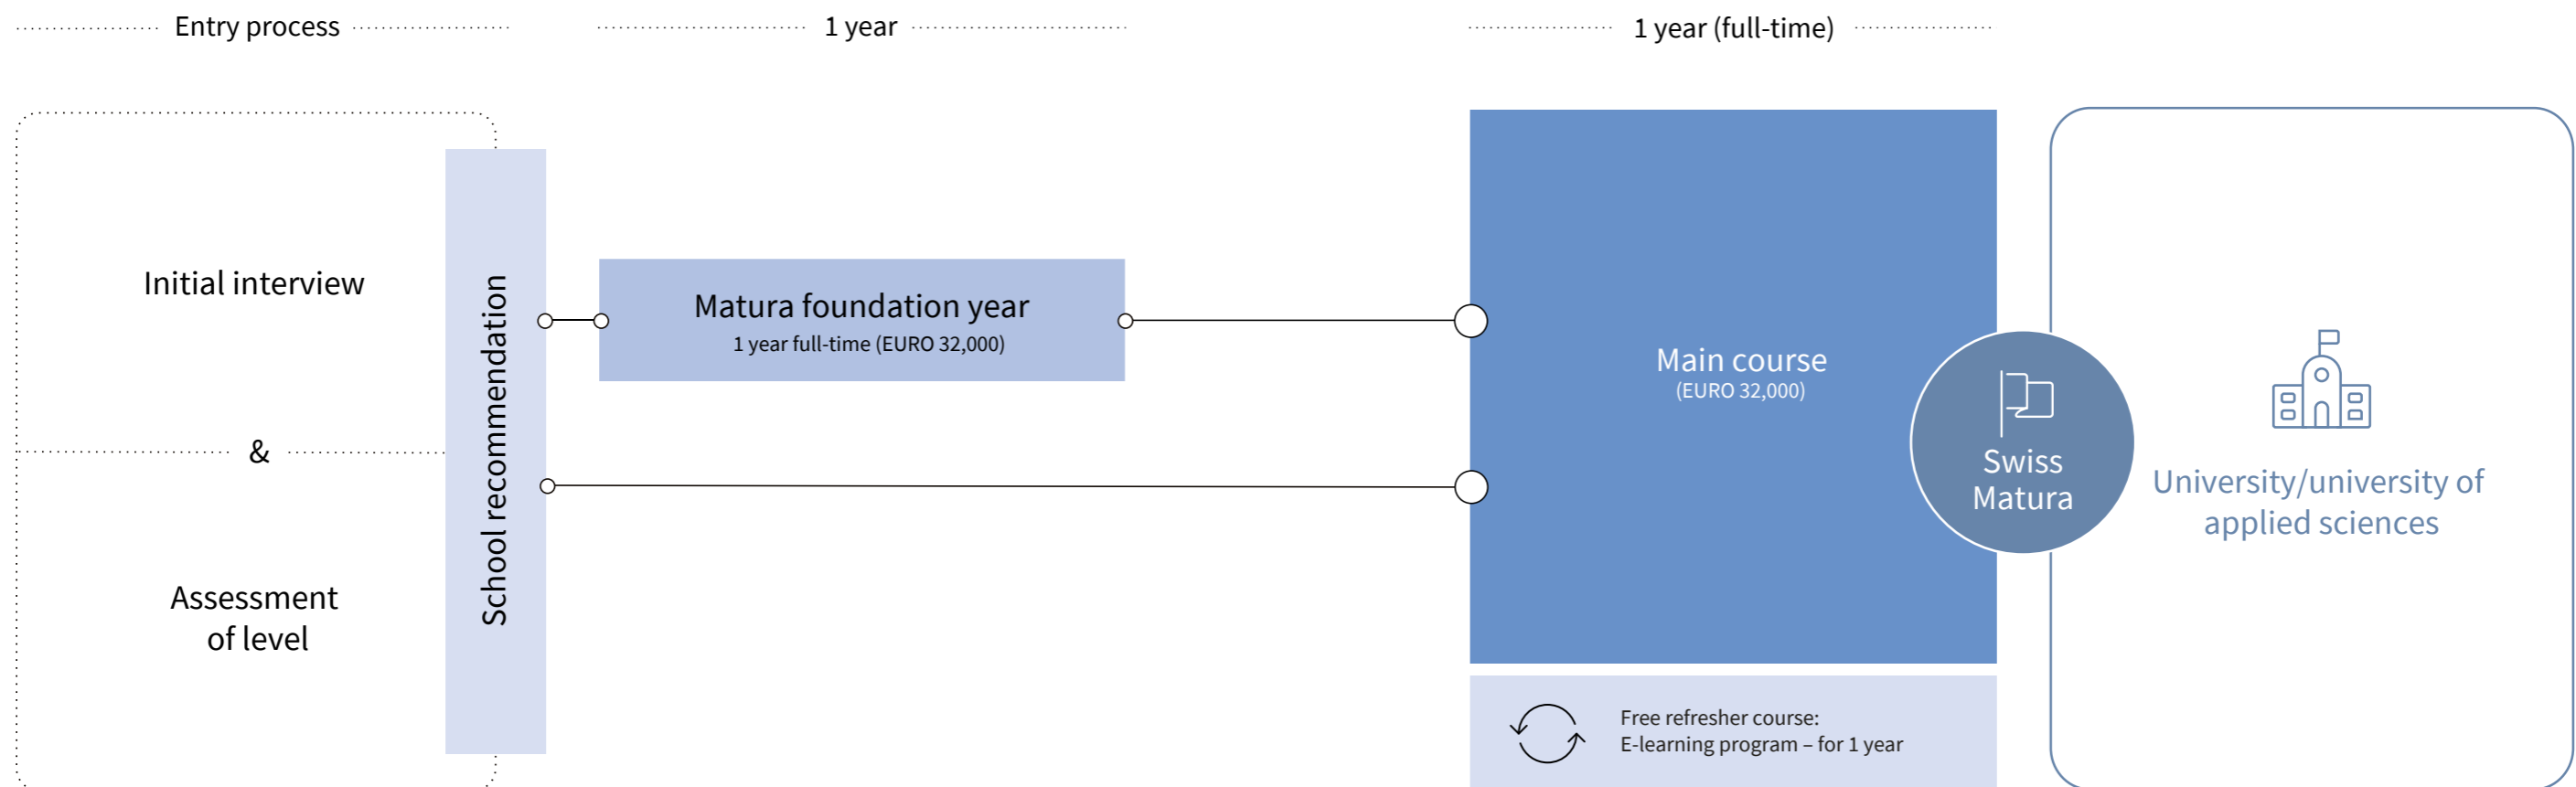 Entry process
1 year
1 year (full-time)
Initial interview
&
Assessment
of level
School recommendation
Matura foundation year
1 year full-time (EURO 32,000)
Main course
(EURO 32,000)
Swiss
Matura
University/university of
applied sciences
Free refresher course:
E-learning program – for 1 year